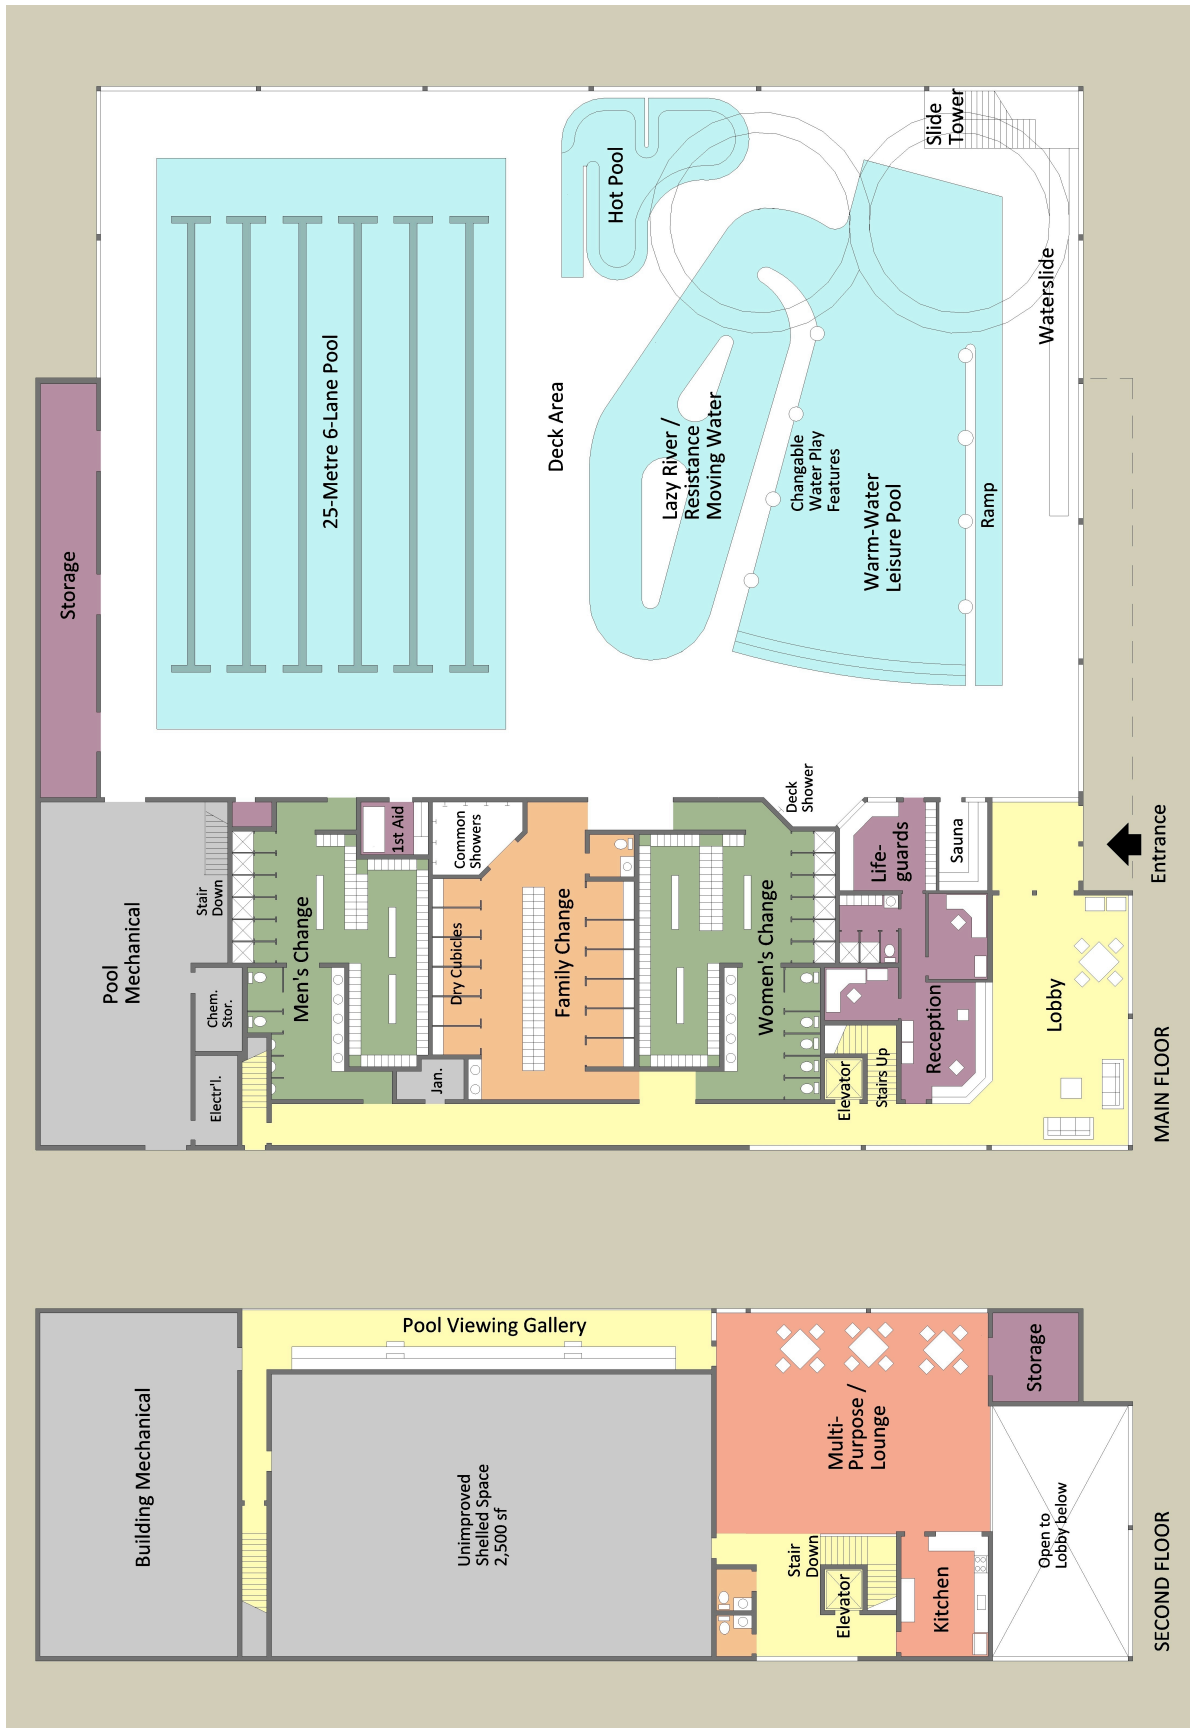 Slide
Tower
Hot Pool
Waterslide
25-Metre 6-Lane Pool
Deck Area
Lazy River /
Resistance
Moving Water
Changable
Water Play
Features
Warm-Water
Leisure Pool
Ramp
Storage
Deck
Shower
1st Aid
Common
Showers
Life-
guards
Sauna
Entrance
Stair
Down
Pool
Mechanical
Men's Change
Dry Cubicles
Family Change
Women's Change
Chem.
Stor.
Electr'l.
Jan.
Elevator
Stairs Up
Reception
Lobby
MAIN FLOOR
Pool Viewing Gallery
Building Mechanical
Unimproved
Shelled Space
2,500 sf
Multi-
Purpose /
Lounge
Storage
Stair
Down
Elevator
Kitchen
Open to
Lobby below
SECOND FLOOR